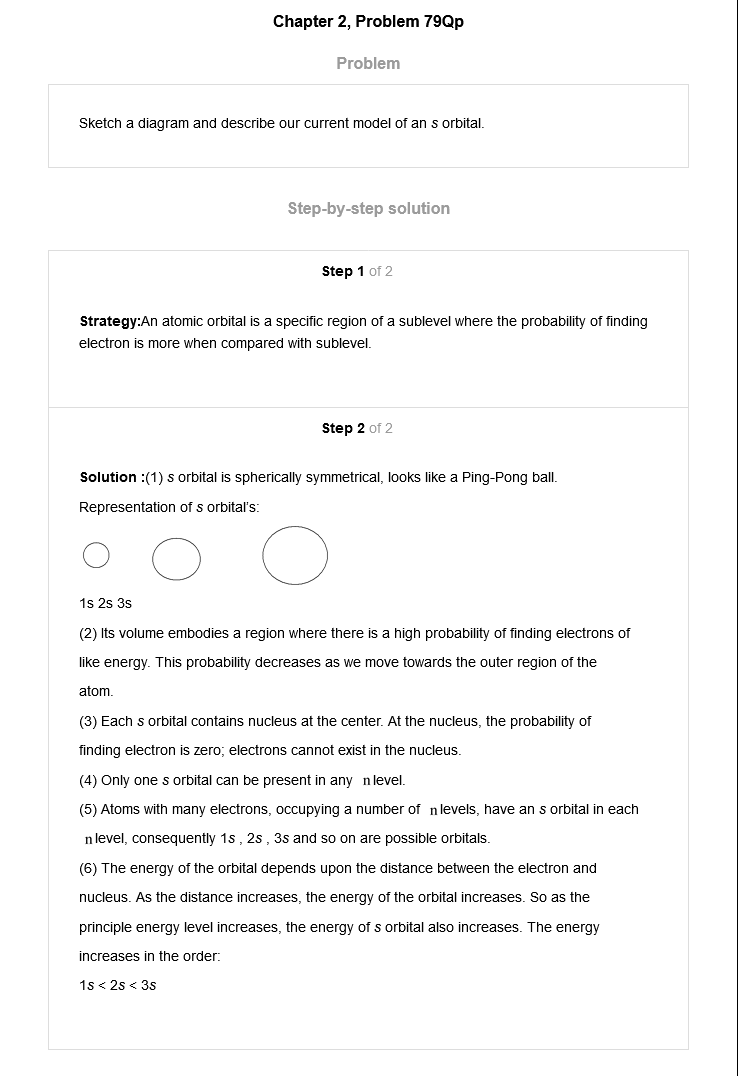 Chapter 2, Problem 79Qp
Problem
Sketch a diagram and describe our current model of an s orbital.
Step-by-step solution
Step 1 of 2
Strategy:An atomic orbital is a specific region of a sublevel where the probability of finding
electron is more when compared with sublevel.
Step 2 of 2
Solution :(1) s orbital is spherically symmetrical, looks like a Ping-Pong ball.
Representation of s orbital's:
1s 2s 3s
(2) Its volume embodies a region where there is a high probability of finding electrons of
like energy. This probability decreases as we move towards the outer region of the
atom.
(3) Each s orbital contains nucleus at the center. At the nucleus, the probability of
finding electron is zero; electrons cannot exist in the nucleus.
(4) Only one s orbital can be present in any n level.
(5) Atoms with many electrons, occupying a number of n levels, have an s orbital in each
n level, consequently 1s , 2s , 3s and so on are possible orbitals.
(6) The energy of the orbital depends upon the distance between the electron and
nucleus. As the distance increases, the energy of the orbital increases. So as the
principle energy level increases, the energy of s orbital also increases. The energy
increases in the order:
1s < 2s < 3s